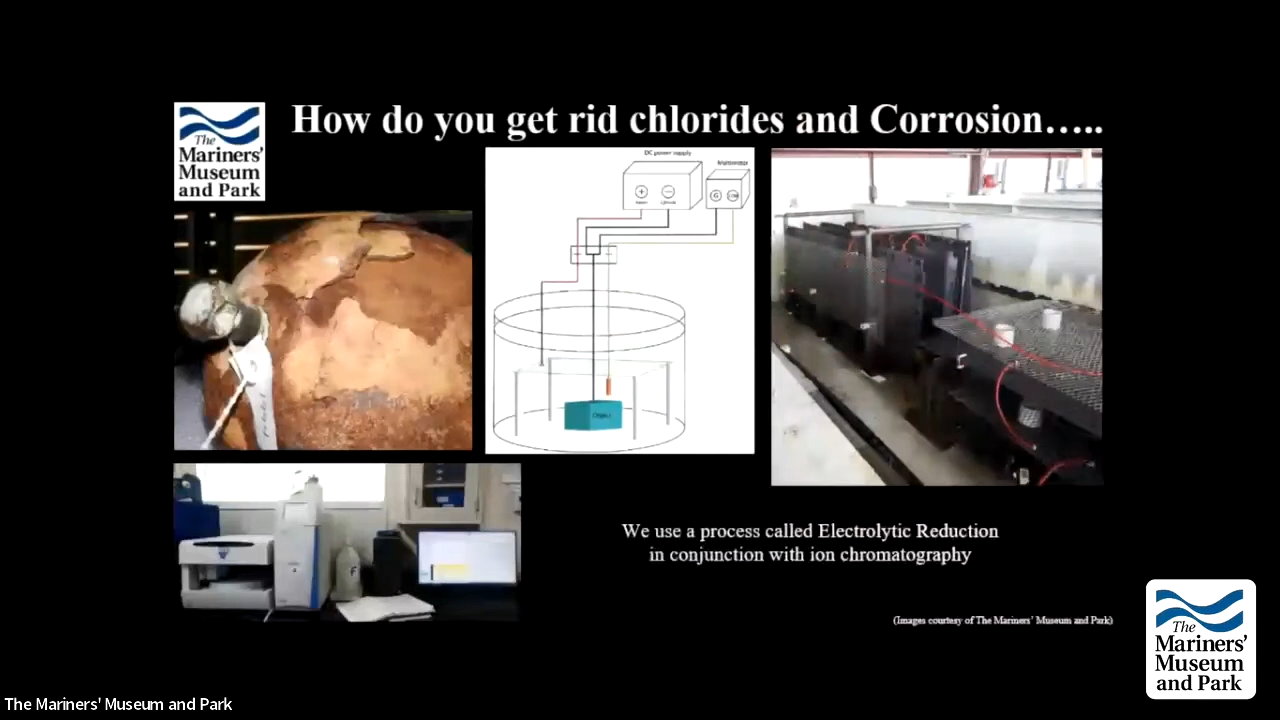 The
Mariners'
Museum
and Park
How do you get rid chlorides and Corrosion.....
DC power supply
Multimeter
+
−
G
Object
We use a process called Electrolytic Reduction
in conjunction with ion chromatography
(Images courtesy of The Mariners' Museum and Park)
The
Mariners'
Museum
and Park
The Mariners' Museum and Park